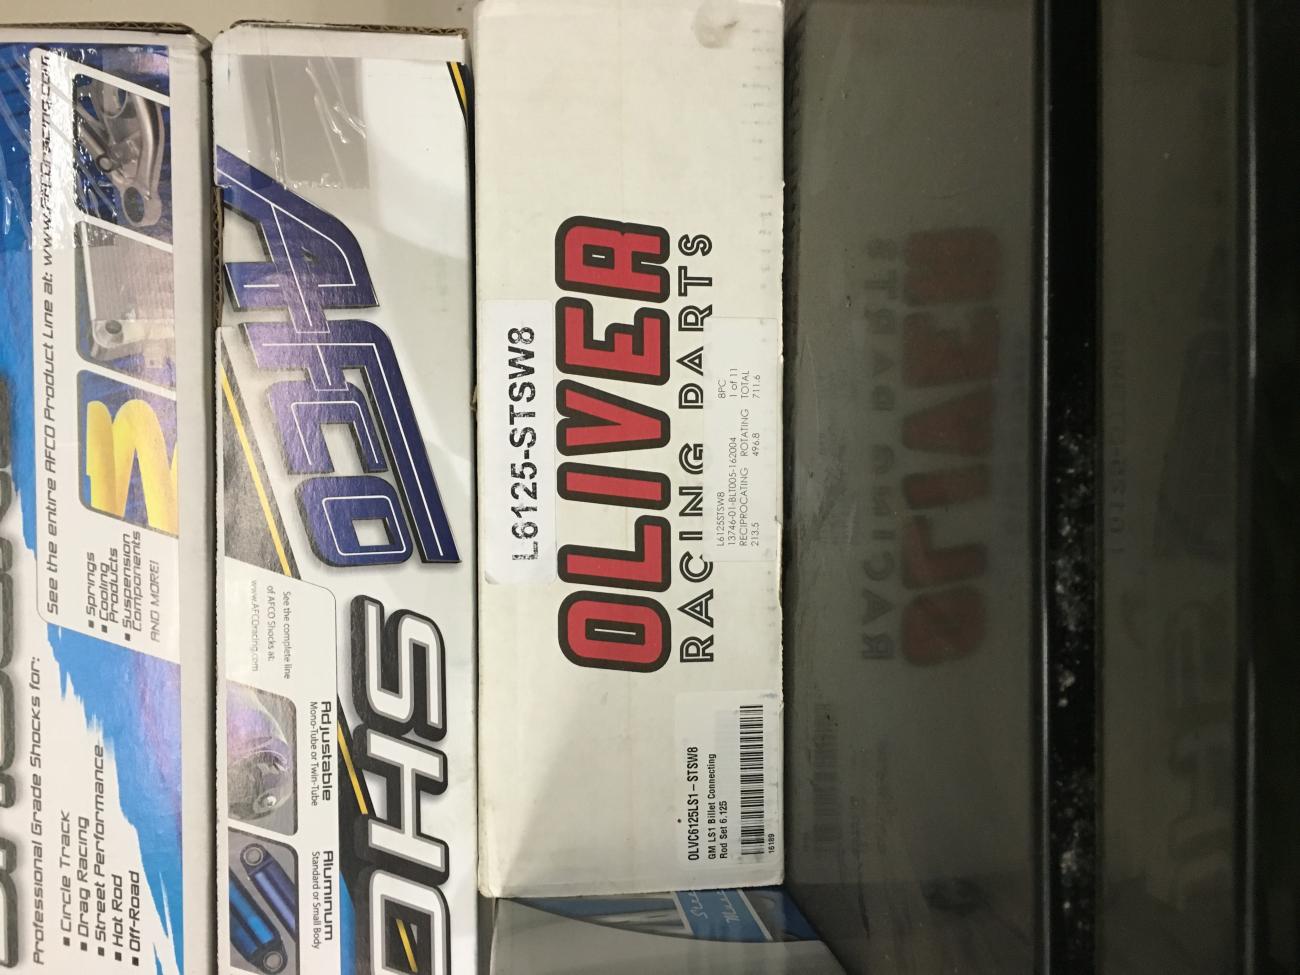 See the entire AFCO Product Line at: www.AFCOracing.com
▪ Springs
▪ Cooling
Products
▪ Suspension
Components
AND MORE!
Professional Grade Shocks for:
▪ Circle Track
▪ Drag Racing
▪ Street Performance
▪ Hot Rod
▪ Off-Road
AFCO
See the complete line
of AFCO Shocks at:
www.AFCOracing.com
Adjustable
Mono-Tube or Twin-Tube
Aluminum
Standard or Small Body
L6125-STSW8
OLIVER
RACING PARTS
L6125STSW8 8PC
13746-01-BLT005-162004 1 of 11
RECIPROCATING ROTATING TOTAL
213.5 496.8 711.6
OLVC6125LS1-STSW8
GM LS1 Billet Connecting
Rod Set 6.125
16189